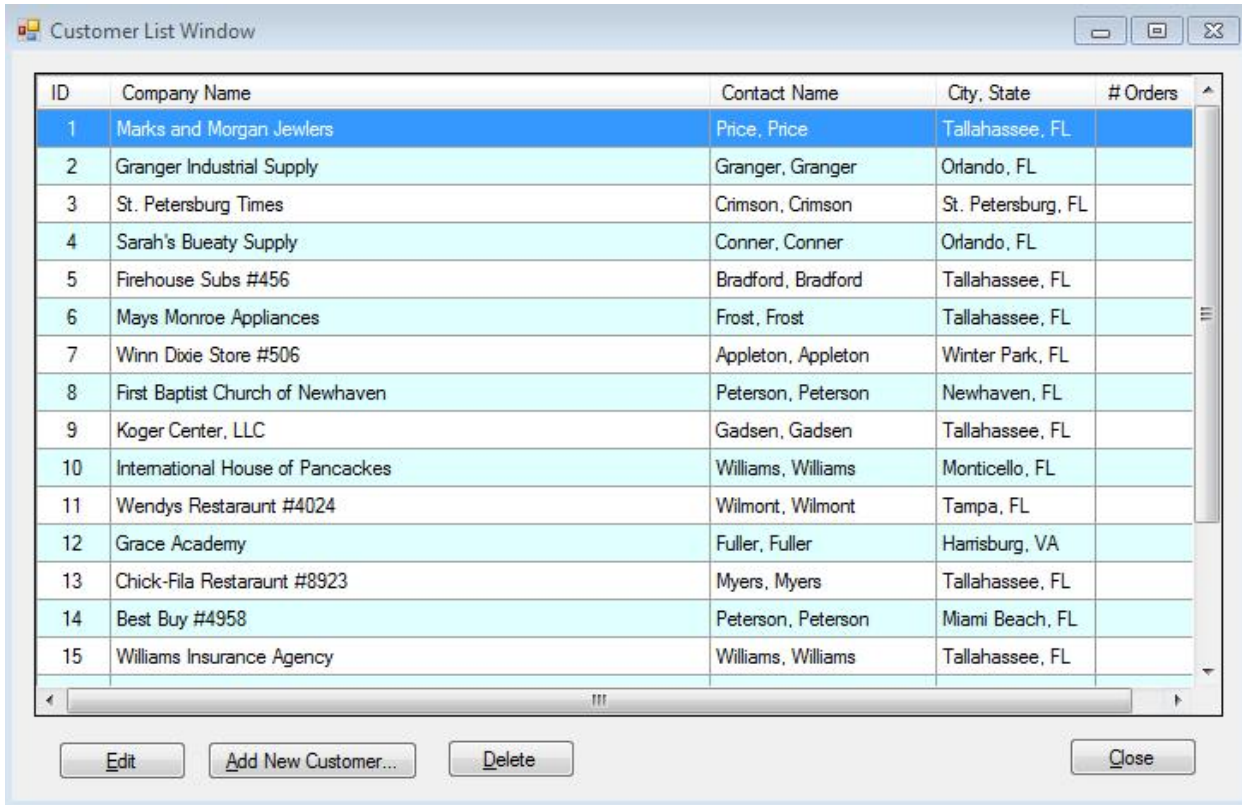 Customer List Window
ID Company Name Contact Name City, State # Orders
1 Marks and Morgan Jewlers Price, Price Tallahassee, FL
2 Granger Industrial Supply Granger, Granger Orlando, FL
3 St. Petersburg Times Crimson, Crimson St. Petersburg, FL
4 Sarah's Bueaty Supply Conner, Conner Orlando, FL
5 Firehouse Subs #456 Bradford, Bradford Tallahassee, FL
6 Mays Monroe Appliances Frost, Frost Tallahassee, FL
7 Winn Dixie Store #506 Appleton, Appleton Winter Park, FL
8 First Baptist Church of Newhaven Peterson, Peterson Newhaven, FL
9 Koger Center, LLC Gadsen, Gadsen Tallahassee, FL
10 International House of Pancackes Williams, Williams Monticello, FL
11 Wendys Restaraunt #4024 Wilmont, Wilmont Tampa, FL
12 Grace Academy Fuller, Fuller Harrisburg, VA
13 Chick-Fila Restaraunt #8923 Myers, Myers Tallahassee, FL
14 Best Buy #4958 Peterson, Peterson Miami Beach, FL
15 Williams Insurance Agency Williams, Williams Tallahassee, FL
Edit Add New Customer... Delete Close